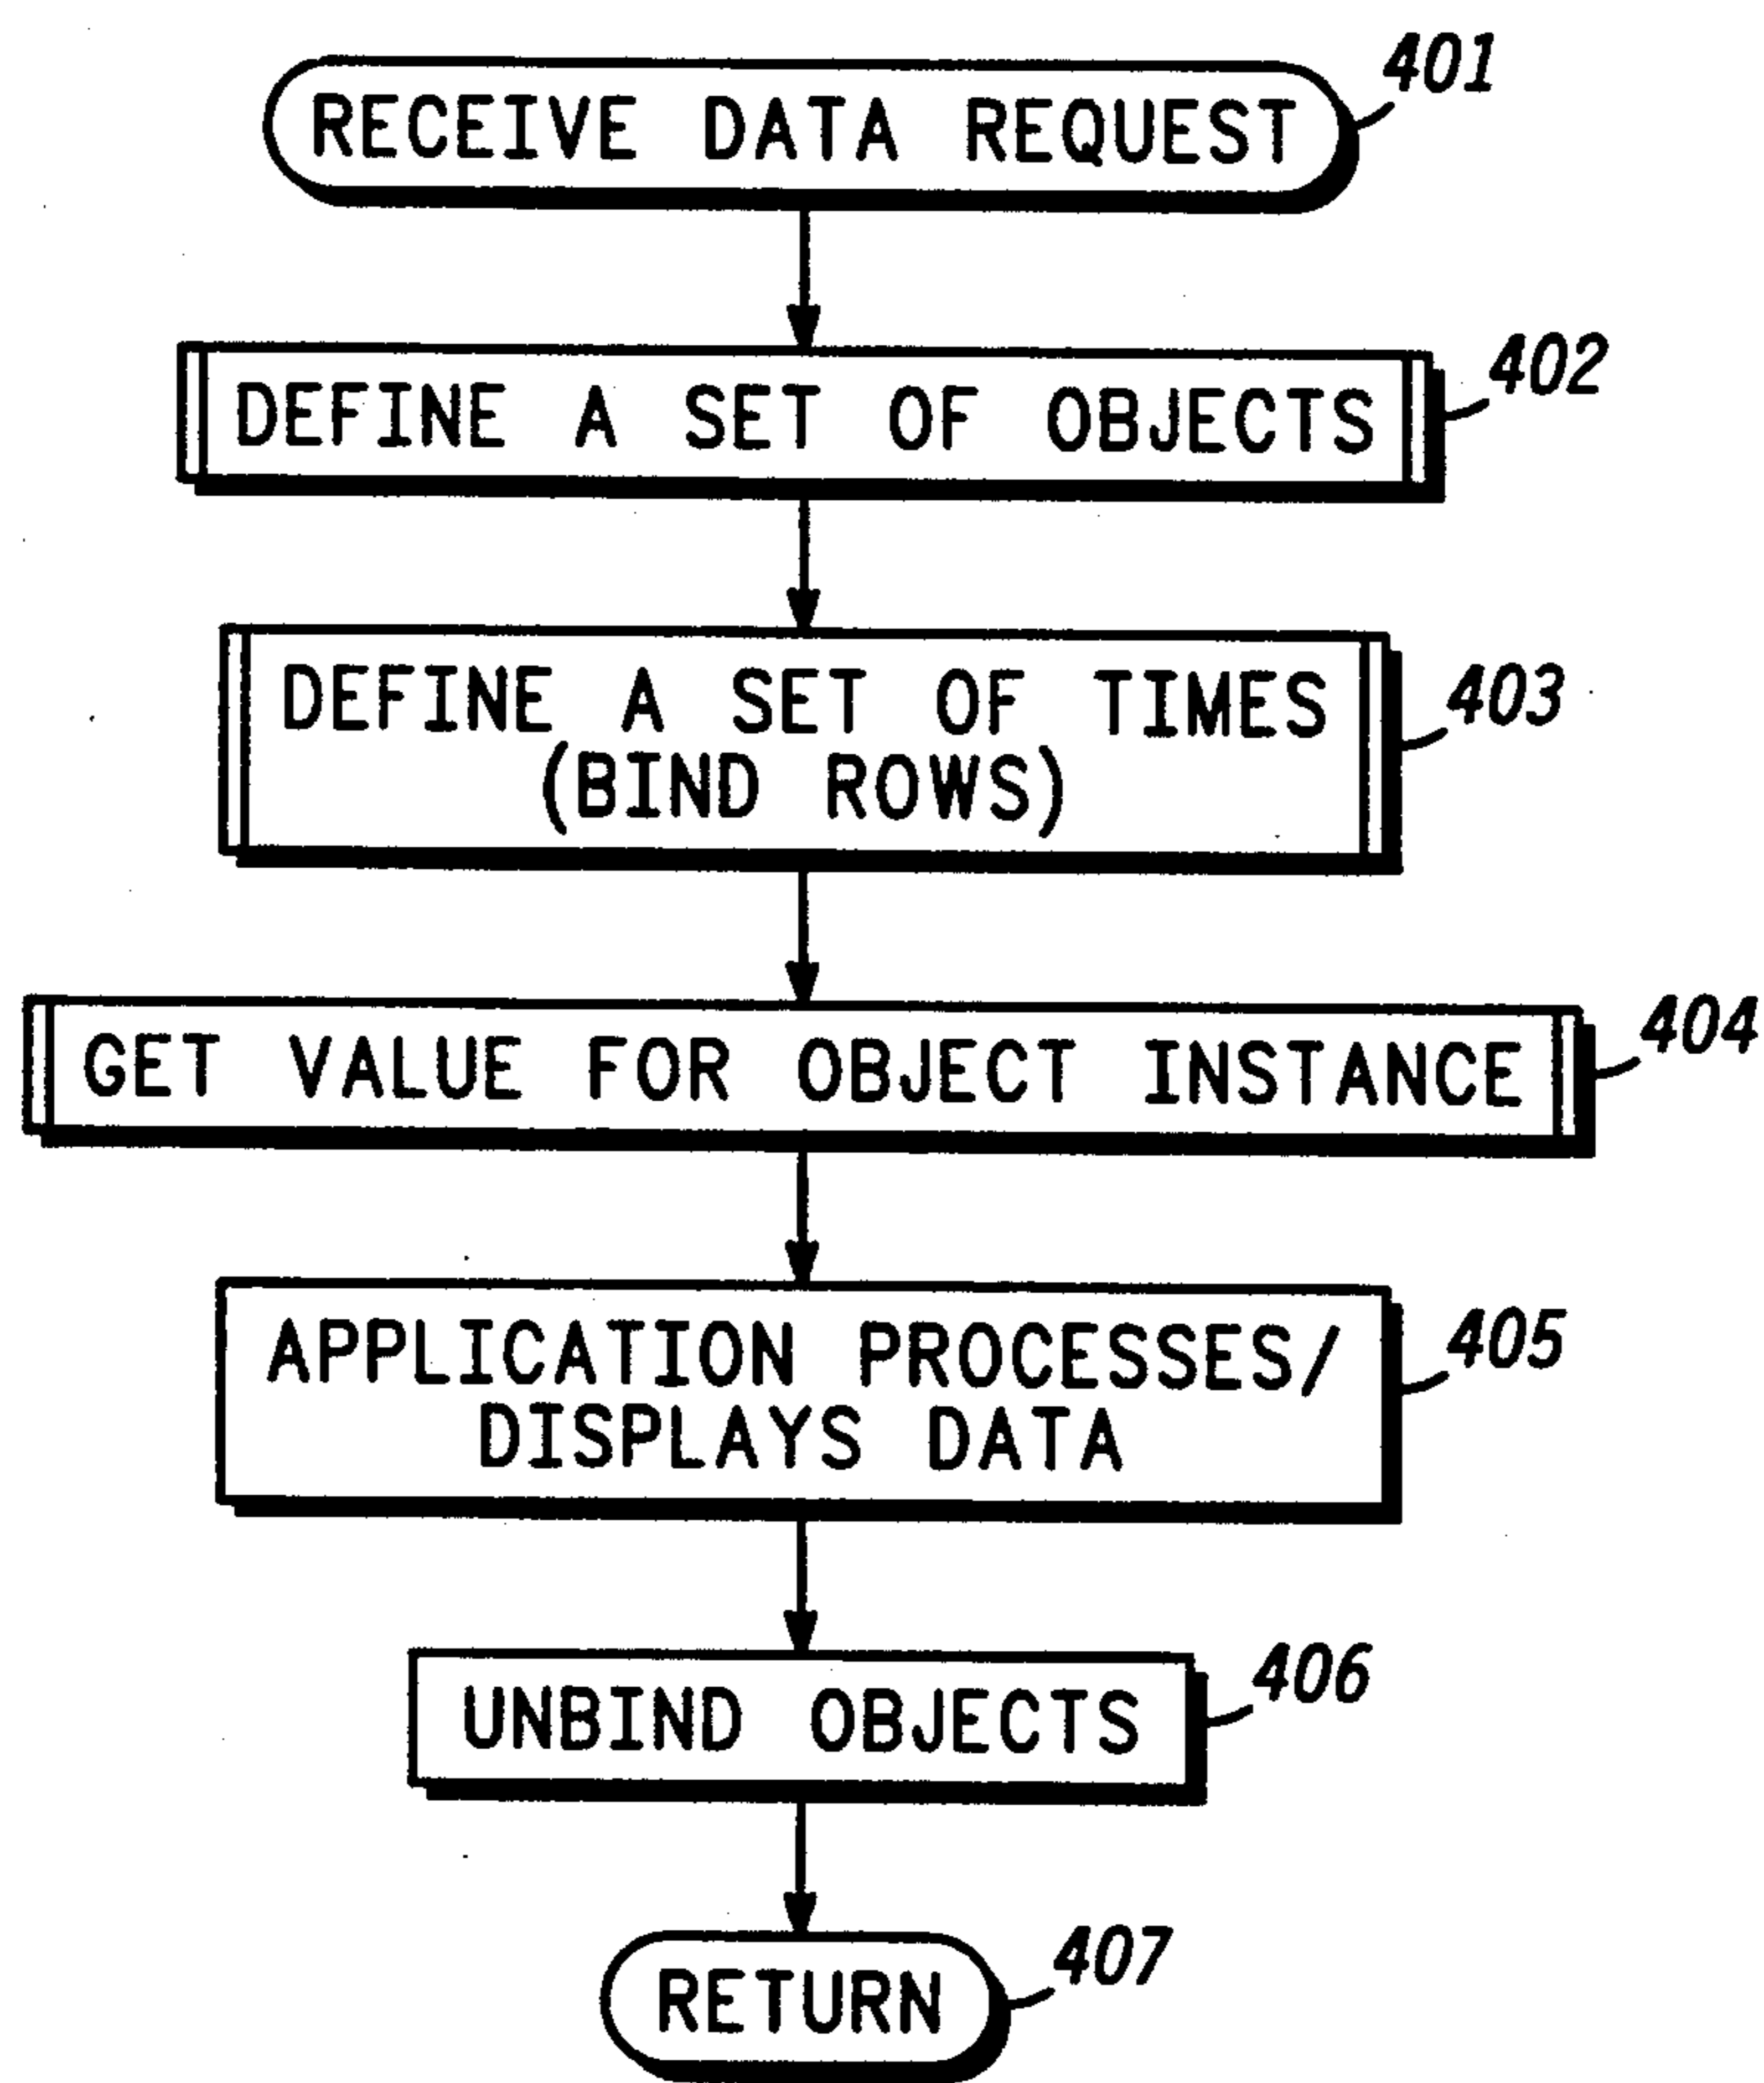 RECEIVE DATA REQUEST
401
DEFINE A SET OF OBJECTS
402
DEFINE A SET OF TIMES
(BIND ROWS)
403
GET VALUE FOR OBJECT INSTANCE
404
APPLICATION PROCESSES/
DISPLAYS DATA
405
UNBIND OBJECTS
406
RETURN
407